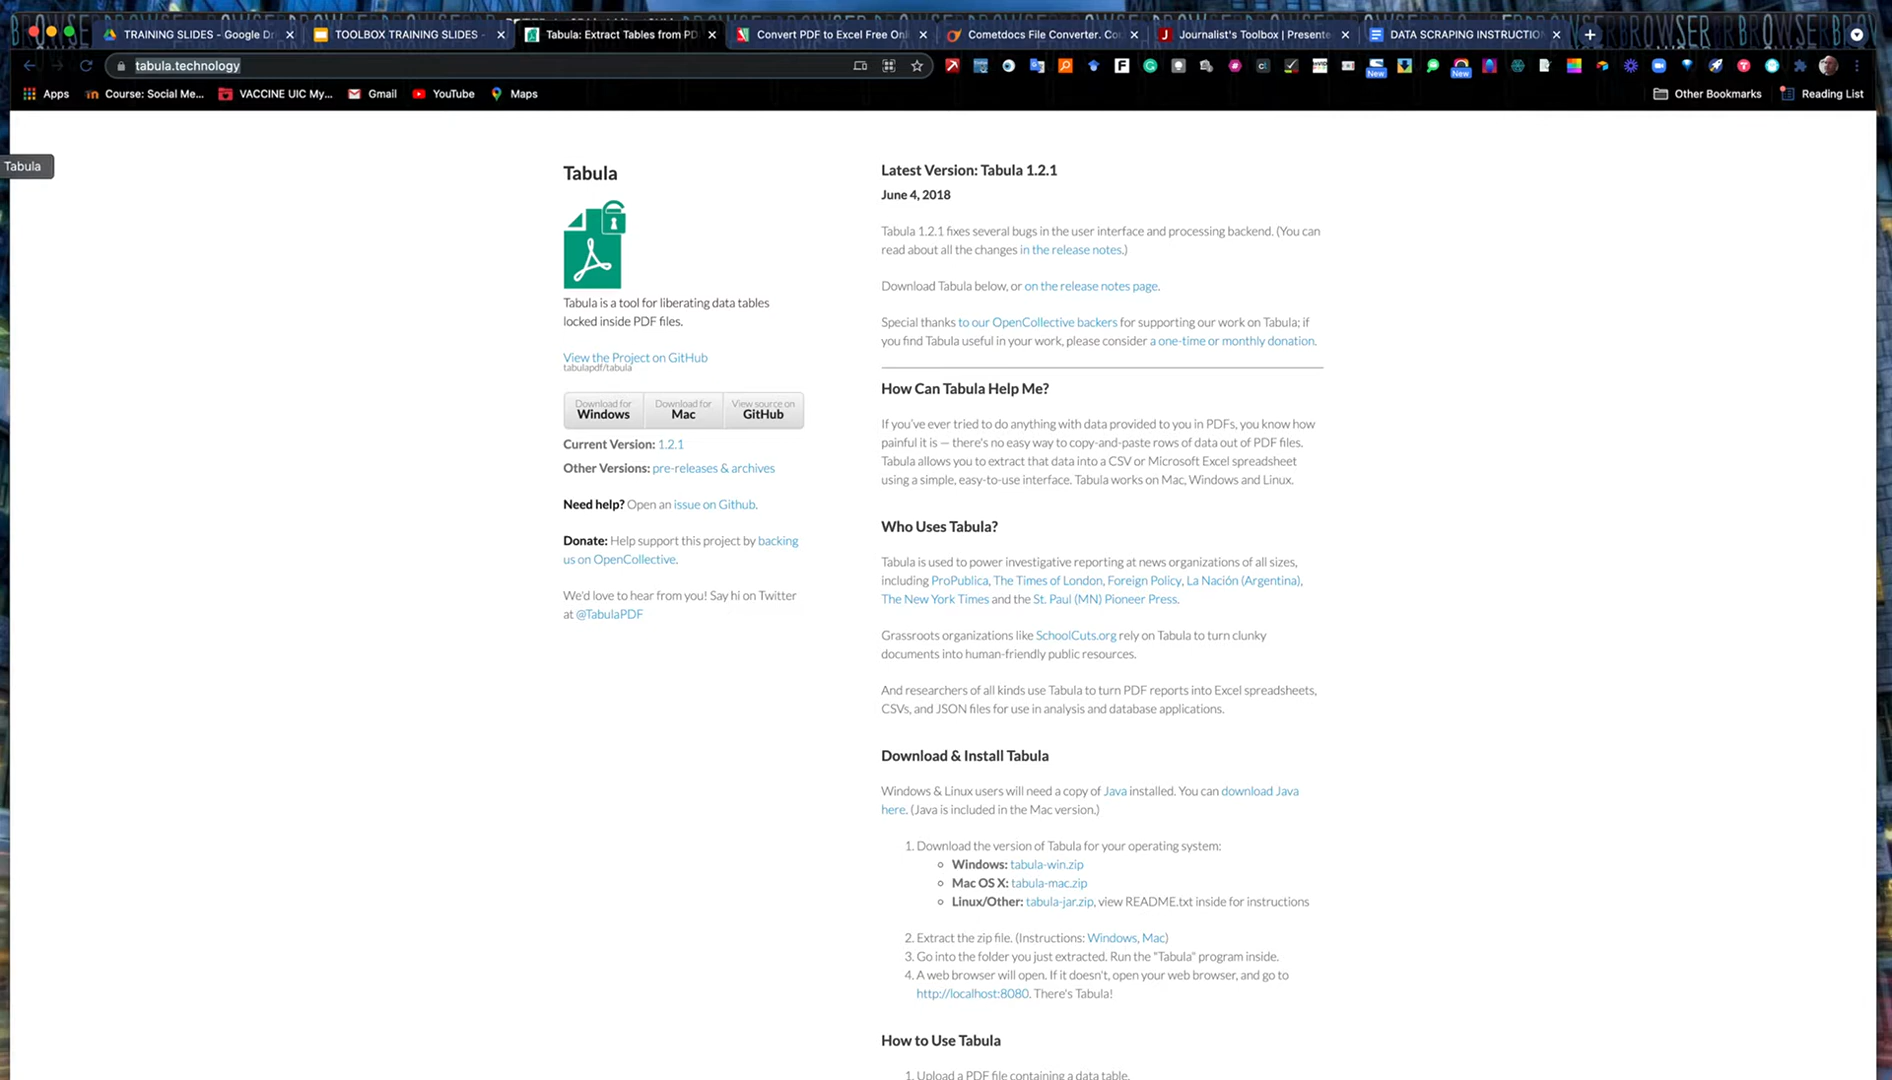 TRAINING SLIDES - Google Dr
TOOLBOX TRAINING SLIDES -
Tabula: Extract Tables from PD
Convert PDF to Excel Free Onl
Cometdocs File Converter. Co
Journalist's Toolbox | Presente
DATA SCRAPING INSTRUCTION
tabula.technology
New
New
Apps
Course: Social Me...
VACCINE UIC My...
Gmail
YouTube
Maps
Other Bookmarks
Reading List
Tabula
Tabula
Tabula is a tool for liberating data tables
locked inside PDF files.
View the Project on GitHub
tabulapdf/tabula
Download for
Windows
Download for
Mac
View source on
GitHub
Current Version: 1.2.1
Other Versions: pre-releases & archives
Need help? Open an issue on Github.
Donate: Help support this project by backing
us on OpenCollective.
We'd love to hear from you! Say hi on Twitter
at @TabulaPDF
Latest Version: Tabula 1.2.1
June 4, 2018
Tabula 1.2.1 fixes several bugs in the user interface and processing backend. (You can
read about all the changes in the release notes.)
Download Tabula below, or on the release notes page.
Special thanks to our OpenCollective backers for supporting our work on Tabula; if
you find Tabula useful in your work, please consider a one-time or monthly donation.
How Can Tabula Help Me?
If you've ever tried to do anything with data provided to you in PDFs, you know how
painful it is — there's no easy way to copy-and-paste rows of data out of PDF files.
Tabula allows you to extract that data into a CSV or Microsoft Excel spreadsheet
using a simple, easy-to-use interface. Tabula works on Mac, Windows and Linux.
Who Uses Tabula?
Tabula is used to power investigative reporting at news organizations of all sizes,
including ProPublica, The Times of London, Foreign Policy, La Nación (Argentina),
The New York Times and the St. Paul (MN) Pioneer Press.
Grassroots organizations like SchoolCuts.org rely on Tabula to turn clunky
documents into human-friendly public resources.
And researchers of all kinds use Tabula to turn PDF reports into Excel spreadsheets,
CSVs, and JSON files for use in analysis and database applications.
Download & Install Tabula
Windows & Linux users will need a copy of Java installed. You can download Java
here. (Java is included in the Mac version.)
1. Download the version of Tabula for your operating system:
Windows: tabula-win.zip
Mac OS X: tabula-mac.zip
Linux/Other: tabula-jar.zip, view README.txt inside for instructions
2. Extract the zip file. (Instructions: Windows, Mac)
3. Go into the folder you just extracted. Run the "Tabula" program inside.
4. A web browser will open. If it doesn't, open your web browser, and go to
http://localhost:8080. There's Tabula!
How to Use Tabula
1. Upload a PDF file containing a data table.